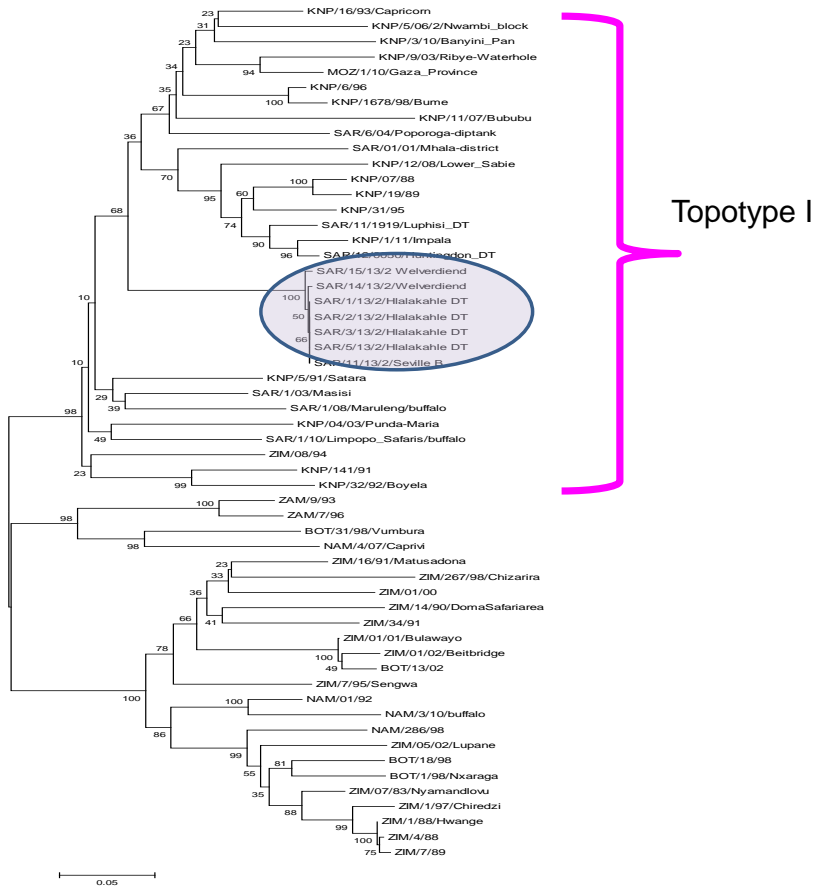 KNP/16/93/Capricorn
23
KNP/5/06/2/Nwambi_block
31
KNP/3/10/Banyini_Pan
23
KNP/9/03/Ribye-Waterhole
94
MOZ/1/10/Gaza_Province
34
KNP/6/96
35
100
KNP/1678/98/Bume
KNP/11/07/Bububu
67
SAR/6/04/Poporoga-diptank
36
SAR/01/01/Mhala-district
70
KNP/12/08/Lower_Sabie
95
KNP/07/88
100
60
KNP/19/89
KNP/31/95
74
Topotype I
68
SAR/11/1919/Luphisi_DT
90
KNP/1/11/Impala
96
SAR/15/13/2 Welverdiend
SAR/14/13/2/Welverdiend
100
SAR/1/13/2/Hlalakahle DT
10
50
SAR/2/13/2/Hlalakahle DT
SAR/3/13/2/Hlalakahle DT
66
SAR/5/13/2/Hlalakahle DT
10
SAR/11/13/2/Seville B
KNP/5/91/Satara
29
SAR/1/03/Masisi
39
SAR/1/08/Maruleng/buffalo
98
KNP/04/03/Punda-Maria
49
SAR/1/10/Limpopo_Safaris/buffalo
ZIM/08/94
23
KNP/141/91
99
KNP/32/92/Boyela
ZAM/9/93
100
98
ZAM/7/96
BOT/31/98/Vumbura
98
NAM/4/07/Caprivi
ZIM/16/91/Matusadona
23
33
ZIM/267/98/Chizarira
36
ZIM/01/00
ZIM/14/90/DomaSafariarea
66
41
ZIM/34/91
ZIM/01/01/Bulawayo
78
100
ZIM/01/02/Beitbridge
49
BOT/13/02
ZIM/7/95/Sengwa
100
NAM/01/92
100
NAM/3/10/buffalo
86
NAM/286/98
99
ZIM/05/02/Lupane
55
81
BOT/18/98
BOT/1/98/Nxaraga
35
ZIM/07/83/Nyamandlovu
88
ZIM/1/97/Chiredzi
99
ZIM/1/88/Hwange
100
ZIM/4/88
75
ZIM/7/89
0.05